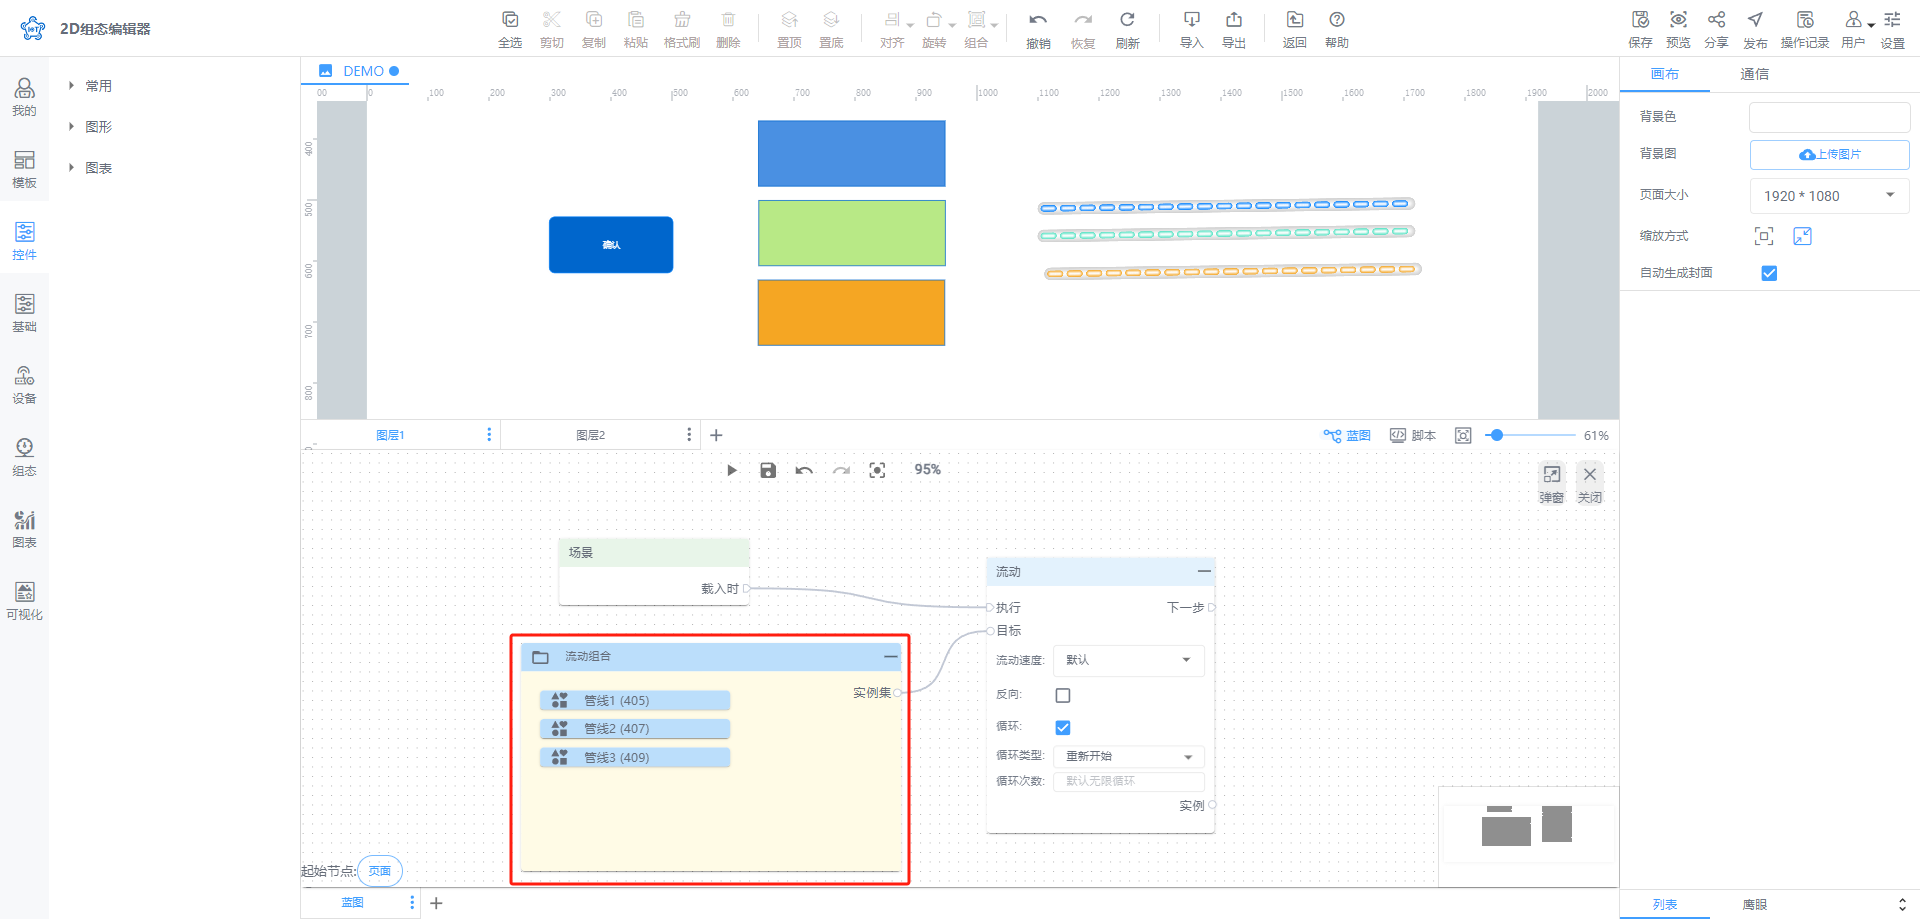 2D组态编辑器
全选 剪切 复制 粘贴 格式刷 删除 置顶 置底 对齐 旋转 组合 撤销 恢复 刷新 导入 导出 返回 帮助
保存 预览 分享 发布 操作记录 用户 设置
我的
模板
控件
基础
设备
组态
图表
可视化
常用
图形
图表
DEMO
00 0 100 200 300 400 500 600 700 800 900 1000 1100 1200 1300 1400 1500 1600 1700 1800 1900 2000
400
500
600
700
800
0
确认
图层1
图层2
蓝图
脚本
61%
95%
弹窗
关闭
场景
载入时
流动组合
实例集
管线1 (405)
管线2 (407)
管线3 (409)
流动
执行
下一步
目标
流动速度: 默认
反向:
循环:
循环类型: 重新开始
循环次数: 默认无限循环
实例
起始节点: 页面
蓝图
画布
通信
背景色
背景图
上传图片
页面大小
1920 * 1080
缩放方式
自动生成封面
列表
鹰眼